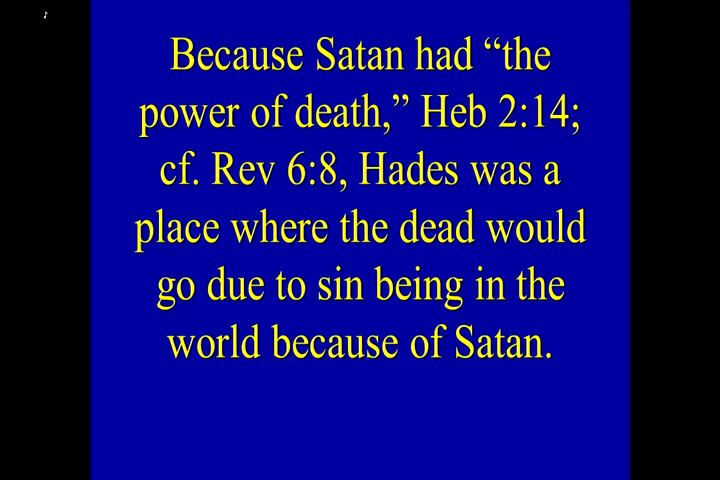 Because Satan had “the
power of death,” Heb 2:14;
cf. Rev 6:8, Hades was a
place where the dead would
go due to sin being in the
world because of Satan.